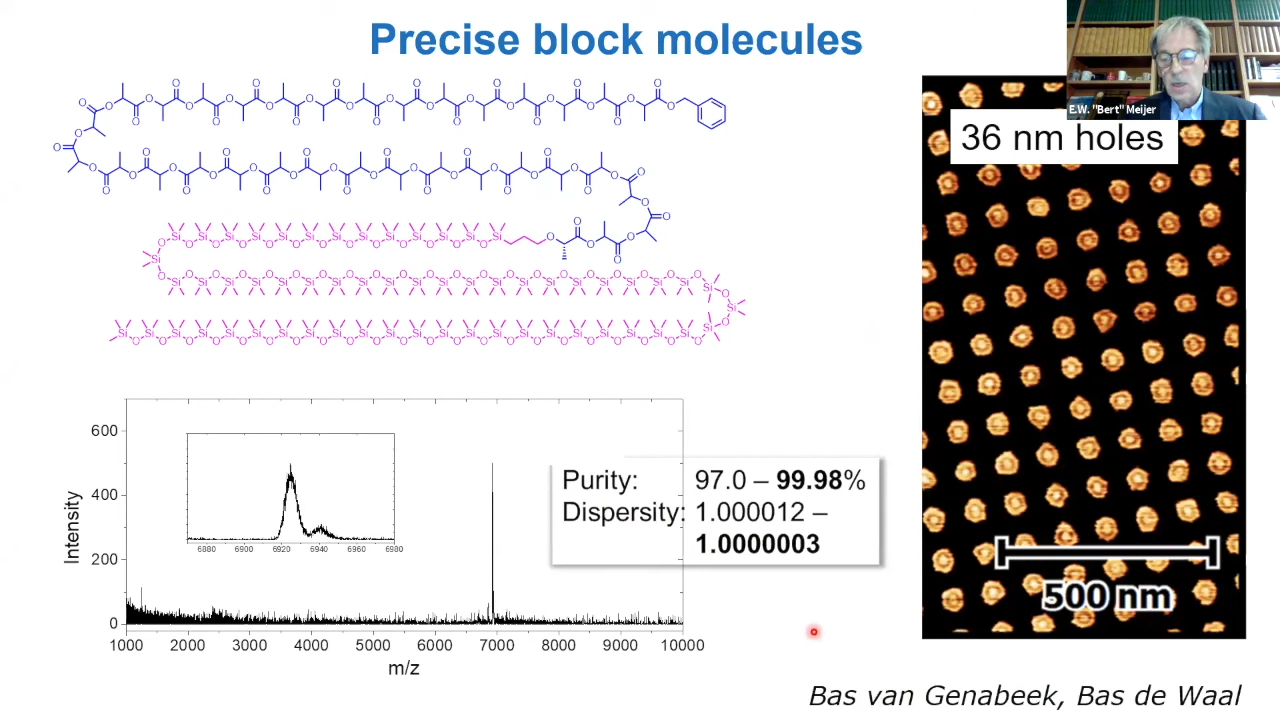 Precise block molecules
E.W. "Bert" Meijer
36 nm holes
500 nm
Intensity
600
400
200
0
1000 2000 3000 4000 5000 6000 7000 8000 9000 10000
m/z
6880 6900 6920 6940 6960 6980
Purity: 97.0 – 99.98%
Dispersity: 1.000012 –
1.0000003
Bas van Genabeek, Bas de Waal